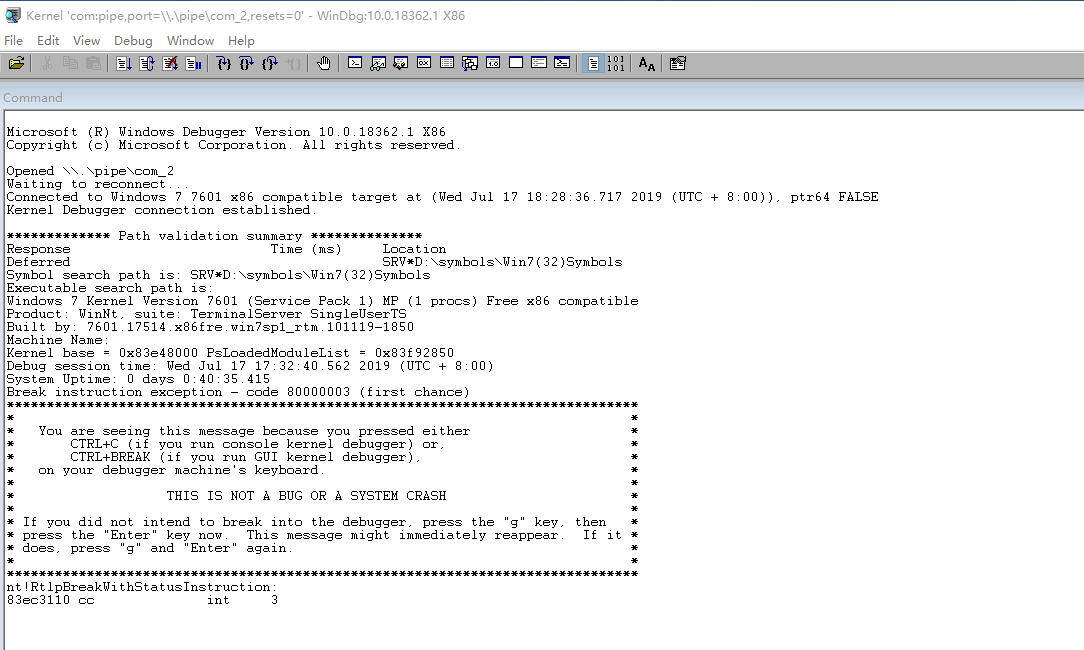 Kernel 'com:pipe,port=\\.\pipe\com_2,resets=0' - WinDbg:10.0.18362.1 X86
File Edit View Debug Window Help
Command
Microsoft (R) Windows Debugger Version 10.0.18362.1 X86
Copyright (c) Microsoft Corporation. All rights reserved.
Opened \\.\pipe\com_2
Waiting to reconnect...
Connected to Windows 7 7601 x86 compatible target at (Wed Jul 17 18:28:36.717 2019 (UTC + 8:00)), ptr64 FALSE
Kernel Debugger connection established.
************* Path validation summary **************
Response                         Time (ms)     Location
Deferred                                       SRV*D:\symbols\Win7(32)Symbols
Symbol search path is: SRV*D:\symbols\Win7(32)Symbols
Executable search path is:
Windows 7 Kernel Version 7601 (Service Pack 1) MP (1 procs) Free x86 compatible
Product: WinNt, suite: TerminalServer SingleUserTS
Built by: 7601.17514.x86fre.win7sp1_rtm.101119-1850
Machine Name:
Kernel base = 0x83e48000 PsLoadedModuleList = 0x83f92850
Debug session time: Wed Jul 17 17:32:40.562 2019 (UTC + 8:00)
System Uptime: 0 days 0:40:35.415
Break instruction exception - code 80000003 (first chance)
*******************************************************************************
*                                                                             *
*   You are seeing this message because you pressed either                    *
*       CTRL+C (if you run console kernel debugger) or,                       *
*       CTRL+BREAK (if you run GUI kernel debugger),                          *
*   on your debugger machine's keyboard.                                      *
*                                                                             *
*                   THIS IS NOT A BUG OR A SYSTEM CRASH                       *
*                                                                             *
* If you did not intend to break into the debugger, press the "g" key, then   *
* press the "Enter" key now.  This message might immediately reappear.  If it *
* does, press "g" and "Enter" again.                                          *
*                                                                             *
*******************************************************************************
nt!RtlpBreakWithStatusInstruction:
83ec3110 cc              int     3